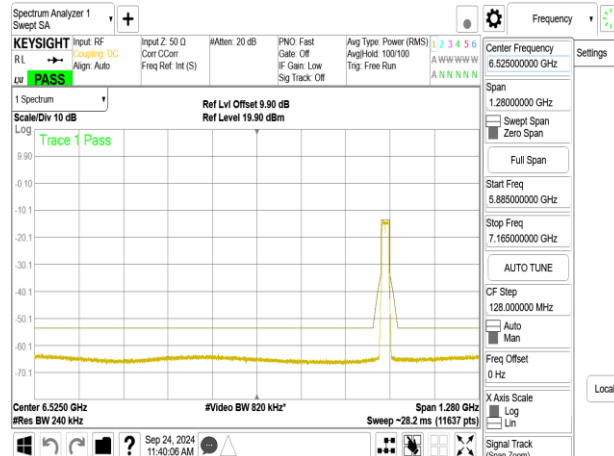 Spectrum Analyzer 1
Swept SA
KEYSIGHT
RL
LXI
PASS
Input: RF
Coupling: DC
Align: Auto
Input Z: 50 Ω
Corr CCorr
Freq Ref: Int (S)
#Atten: 20 dB
PNO: Fast
Gate: Off
IF Gain: Low
Sig Track: Off
Avg Type: Power (RMS)
Avg|Hold: 100/100
Trig: Free Run
1 2 3 4 5 6
A W W W W W
A N N N N N
1 Spectrum
Scale/Div 10 dB
Ref Lvl Offset 9.90 dB
Ref Level 19.90 dBm
Log
Trace 1 Pass
9.90
-0.10
-10.1
-20.1
-30.1
-40.1
-50.1
-60.1
-70.1
Center 6.5250 GHz
#Video BW 820 kHz*
Span 1.280 GHz
#Res BW 240 kHz
Sweep ~28.2 ms (11637 pts)
?
Sep 24, 2024
11:40:06 AM
Frequency
Settings
Center Frequency
6.525000000 GHz
Span
1.28000000 GHz
Swept Span
Zero Span
Full Span
Start Freq
5.885000000 GHz
Stop Freq
7.165000000 GHz
AUTO TUNE
CF Step
128.000000 MHz
Auto
Man
Freq Offset
0 Hz
Local
X Axis Scale
Log
Lin
Signal Track
(Span Zoom)